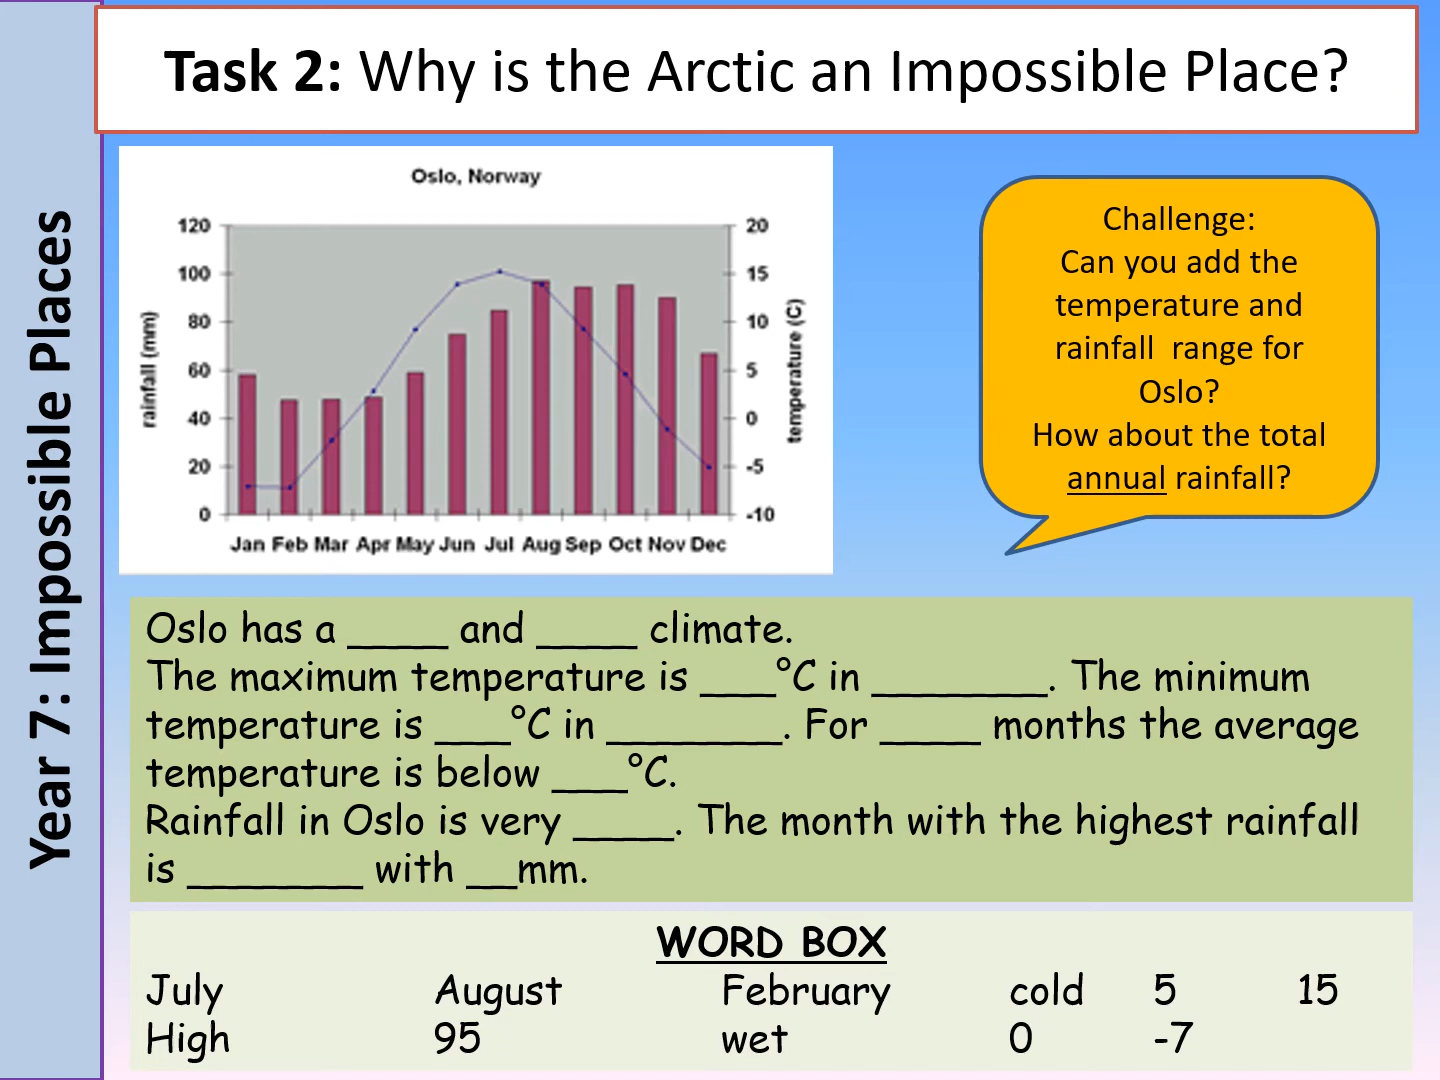 Task 2: Why is the Arctic an Impossible Place?
Year 7: Impossible Places
Oslo, Norway
rainfall (mm)
120
100
80
60
40
20
0
20
15
10
5
0
-5
-10
temperature (C)
Jan Feb Mar Apr May Jun Jul Aug Sep Oct Nov Dec
Challenge:
Can you add the
temperature and
rainfall range for
Oslo?
How about the total
annual rainfall?
Oslo has a ____ and ____ climate.
The maximum temperature is ___°C in _______. The minimum
temperature is ___°C in _______. For ____ months the average
temperature is below ___°C.
Rainfall in Oslo is very ____. The month with the highest rainfall
is _______ with __mm.
WORD BOX
July August February cold 5 15
High 95 wet 0 -7